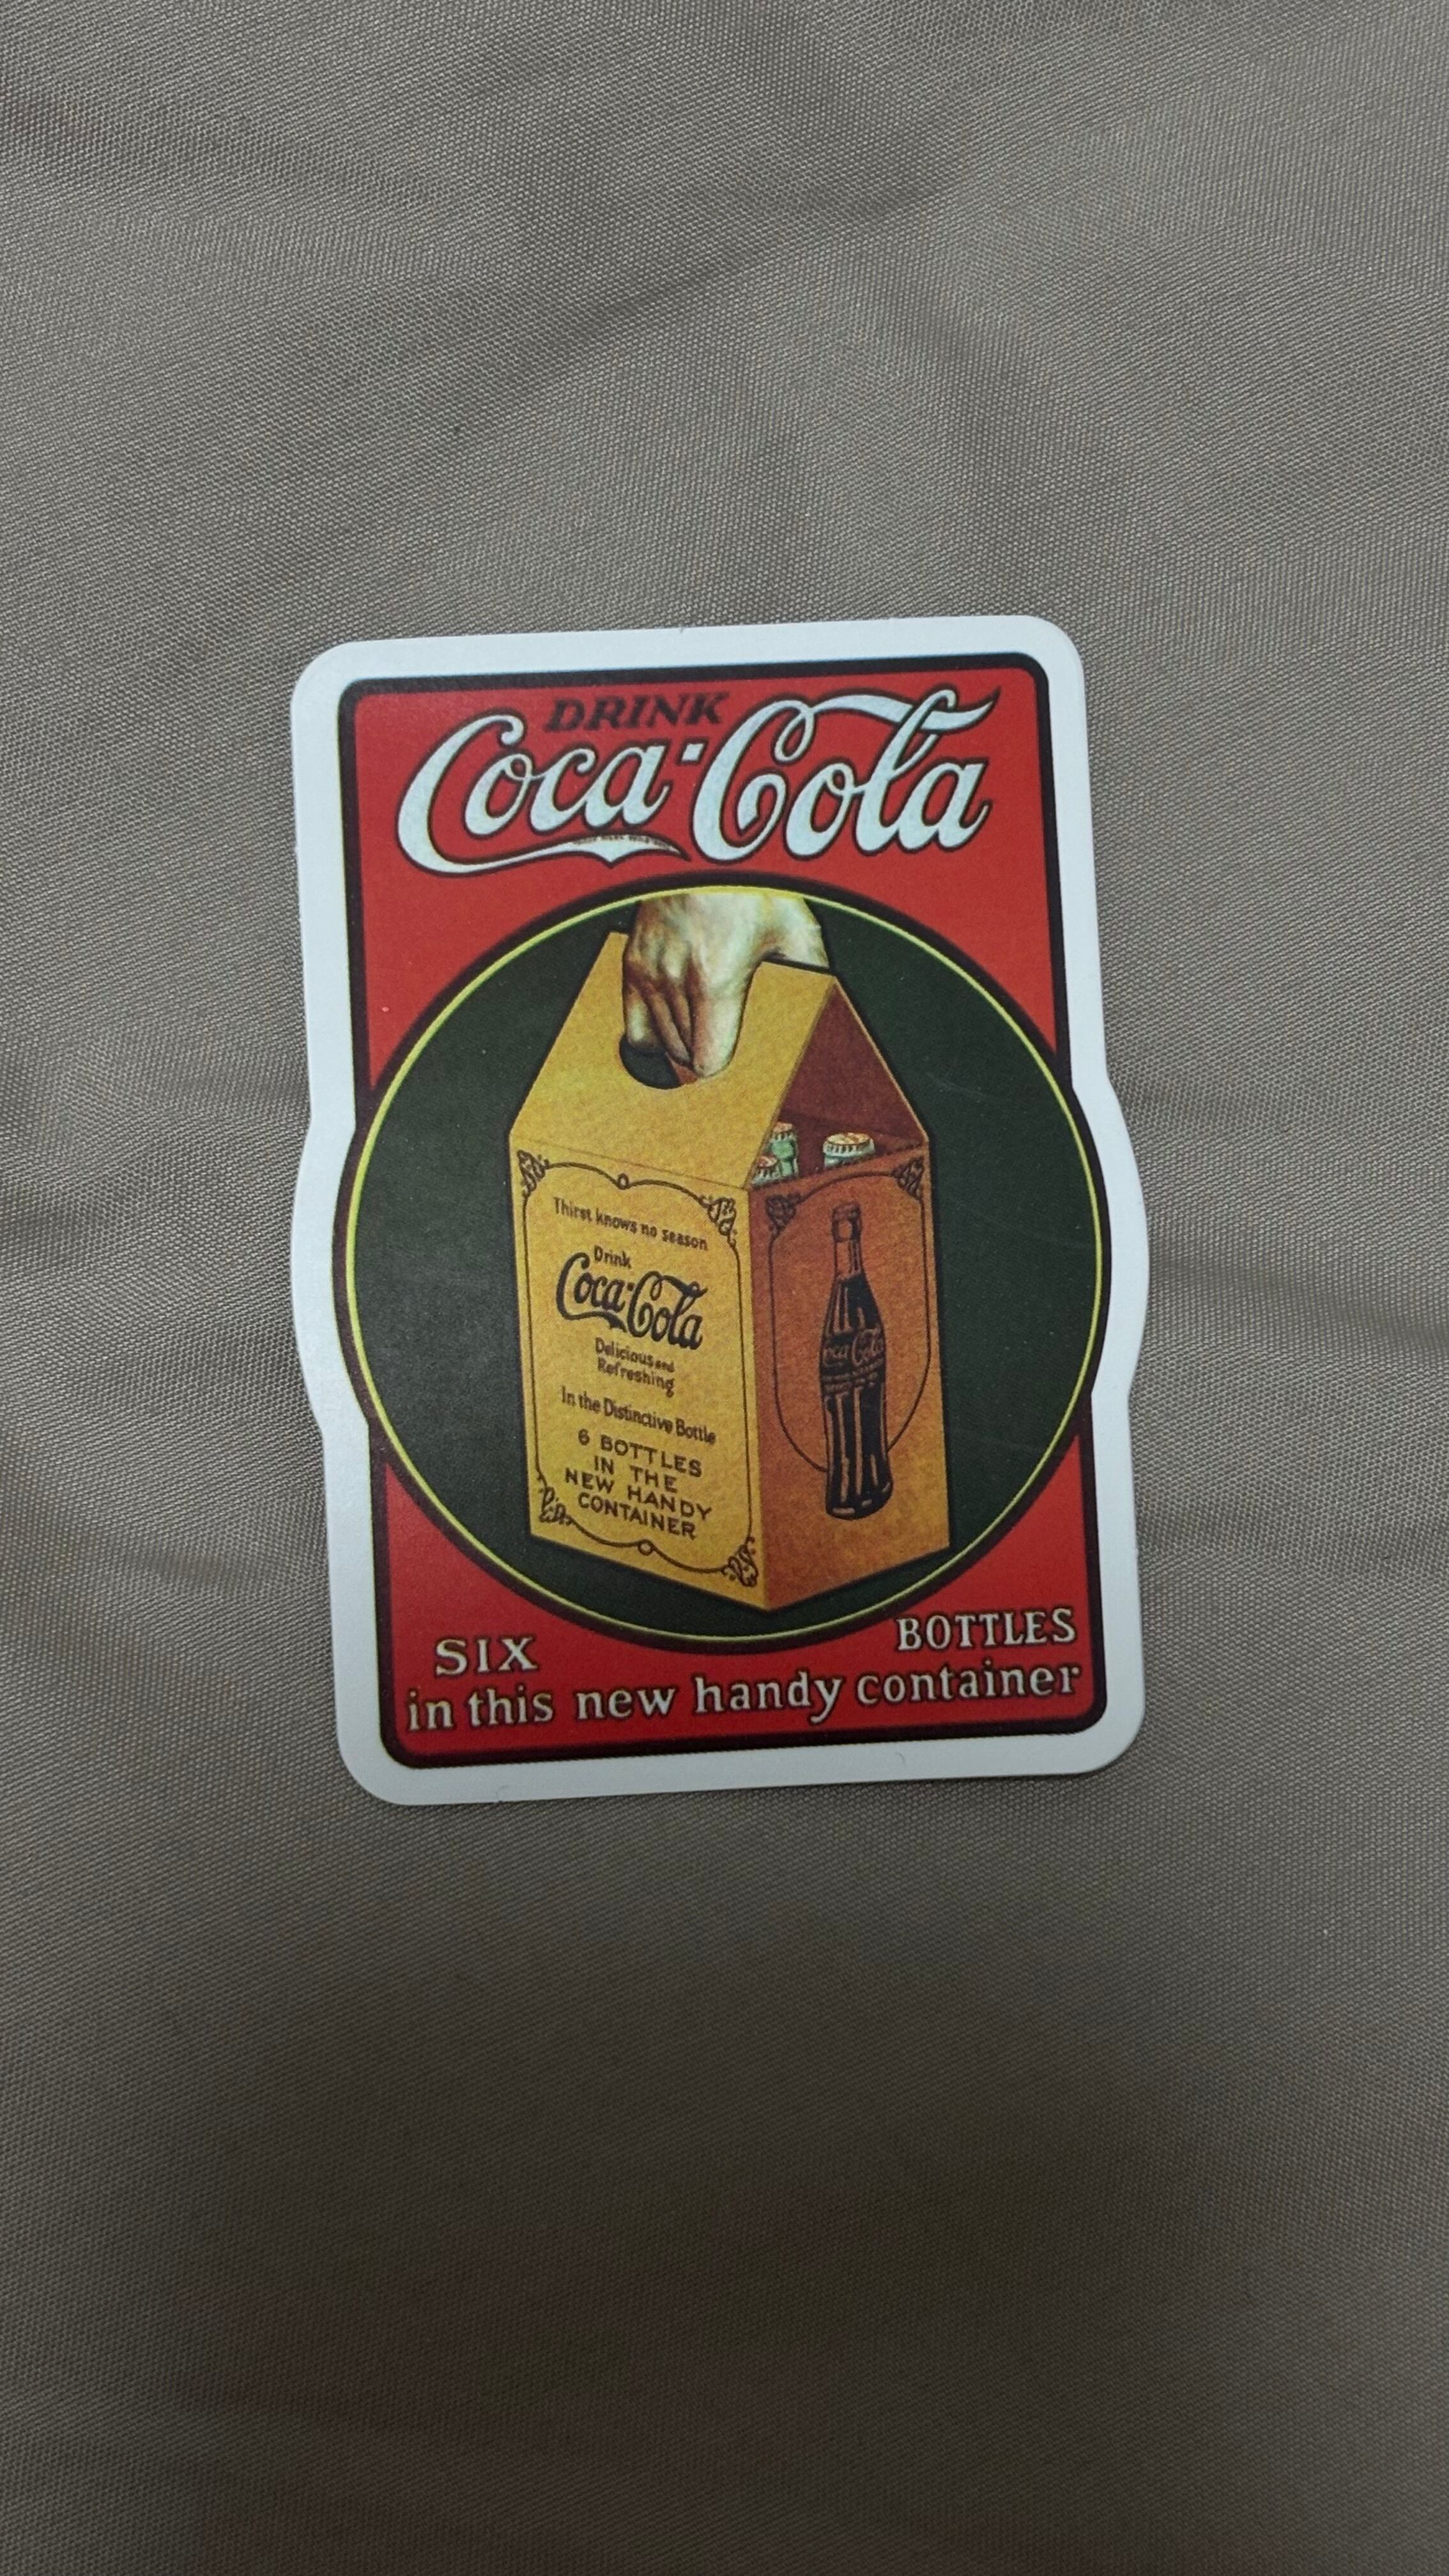 DRINK
Coca-Cola
Thirst knows no season
Drink
Coca-Cola
Delicious and
Refreshing
In the Distinctive Bottle
6 BOTTLES
IN THE
NEW HANDY
CONTAINER
Coca Cola
SIX BOTTLES
in this new handy container